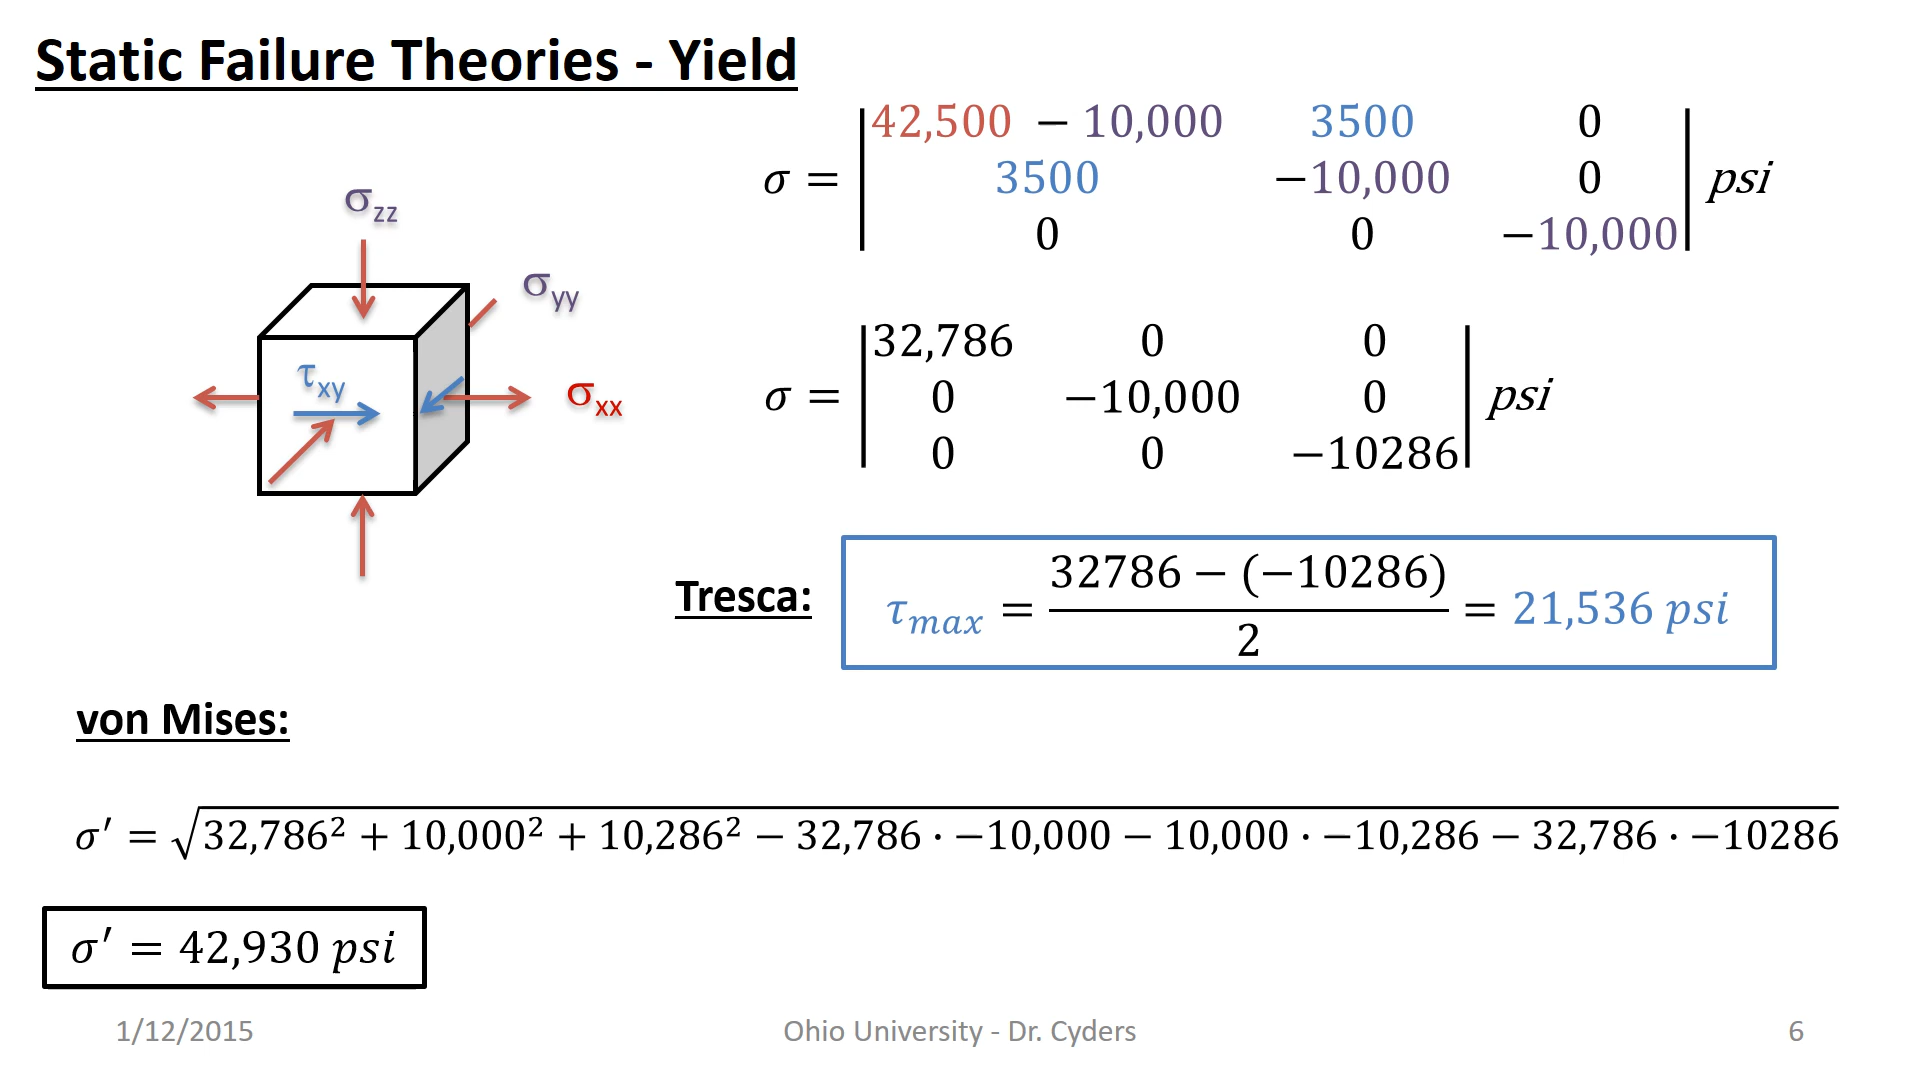 Static Failure Theories - Yield
σ = | 42,500 − 10,000 3500 0 | psi
3500 −10,000 0
0 0 −10,000
σzz
σyy
τxy
σxx
σ = | 32,786 0 0 | psi
0 −10,000 0
0 0 −10286
Tresca:
τmax = (32786 − (−10286)) / 2 = 21,536 psi
von Mises:
σ′ = √(32,786² + 10,000² + 10,286² − 32,786 · −10,000 − 10,000 · −10,286 − 32,786 · −10286)
σ′ = 42,930 psi
1/12/2015
Ohio University - Dr. Cyders
6